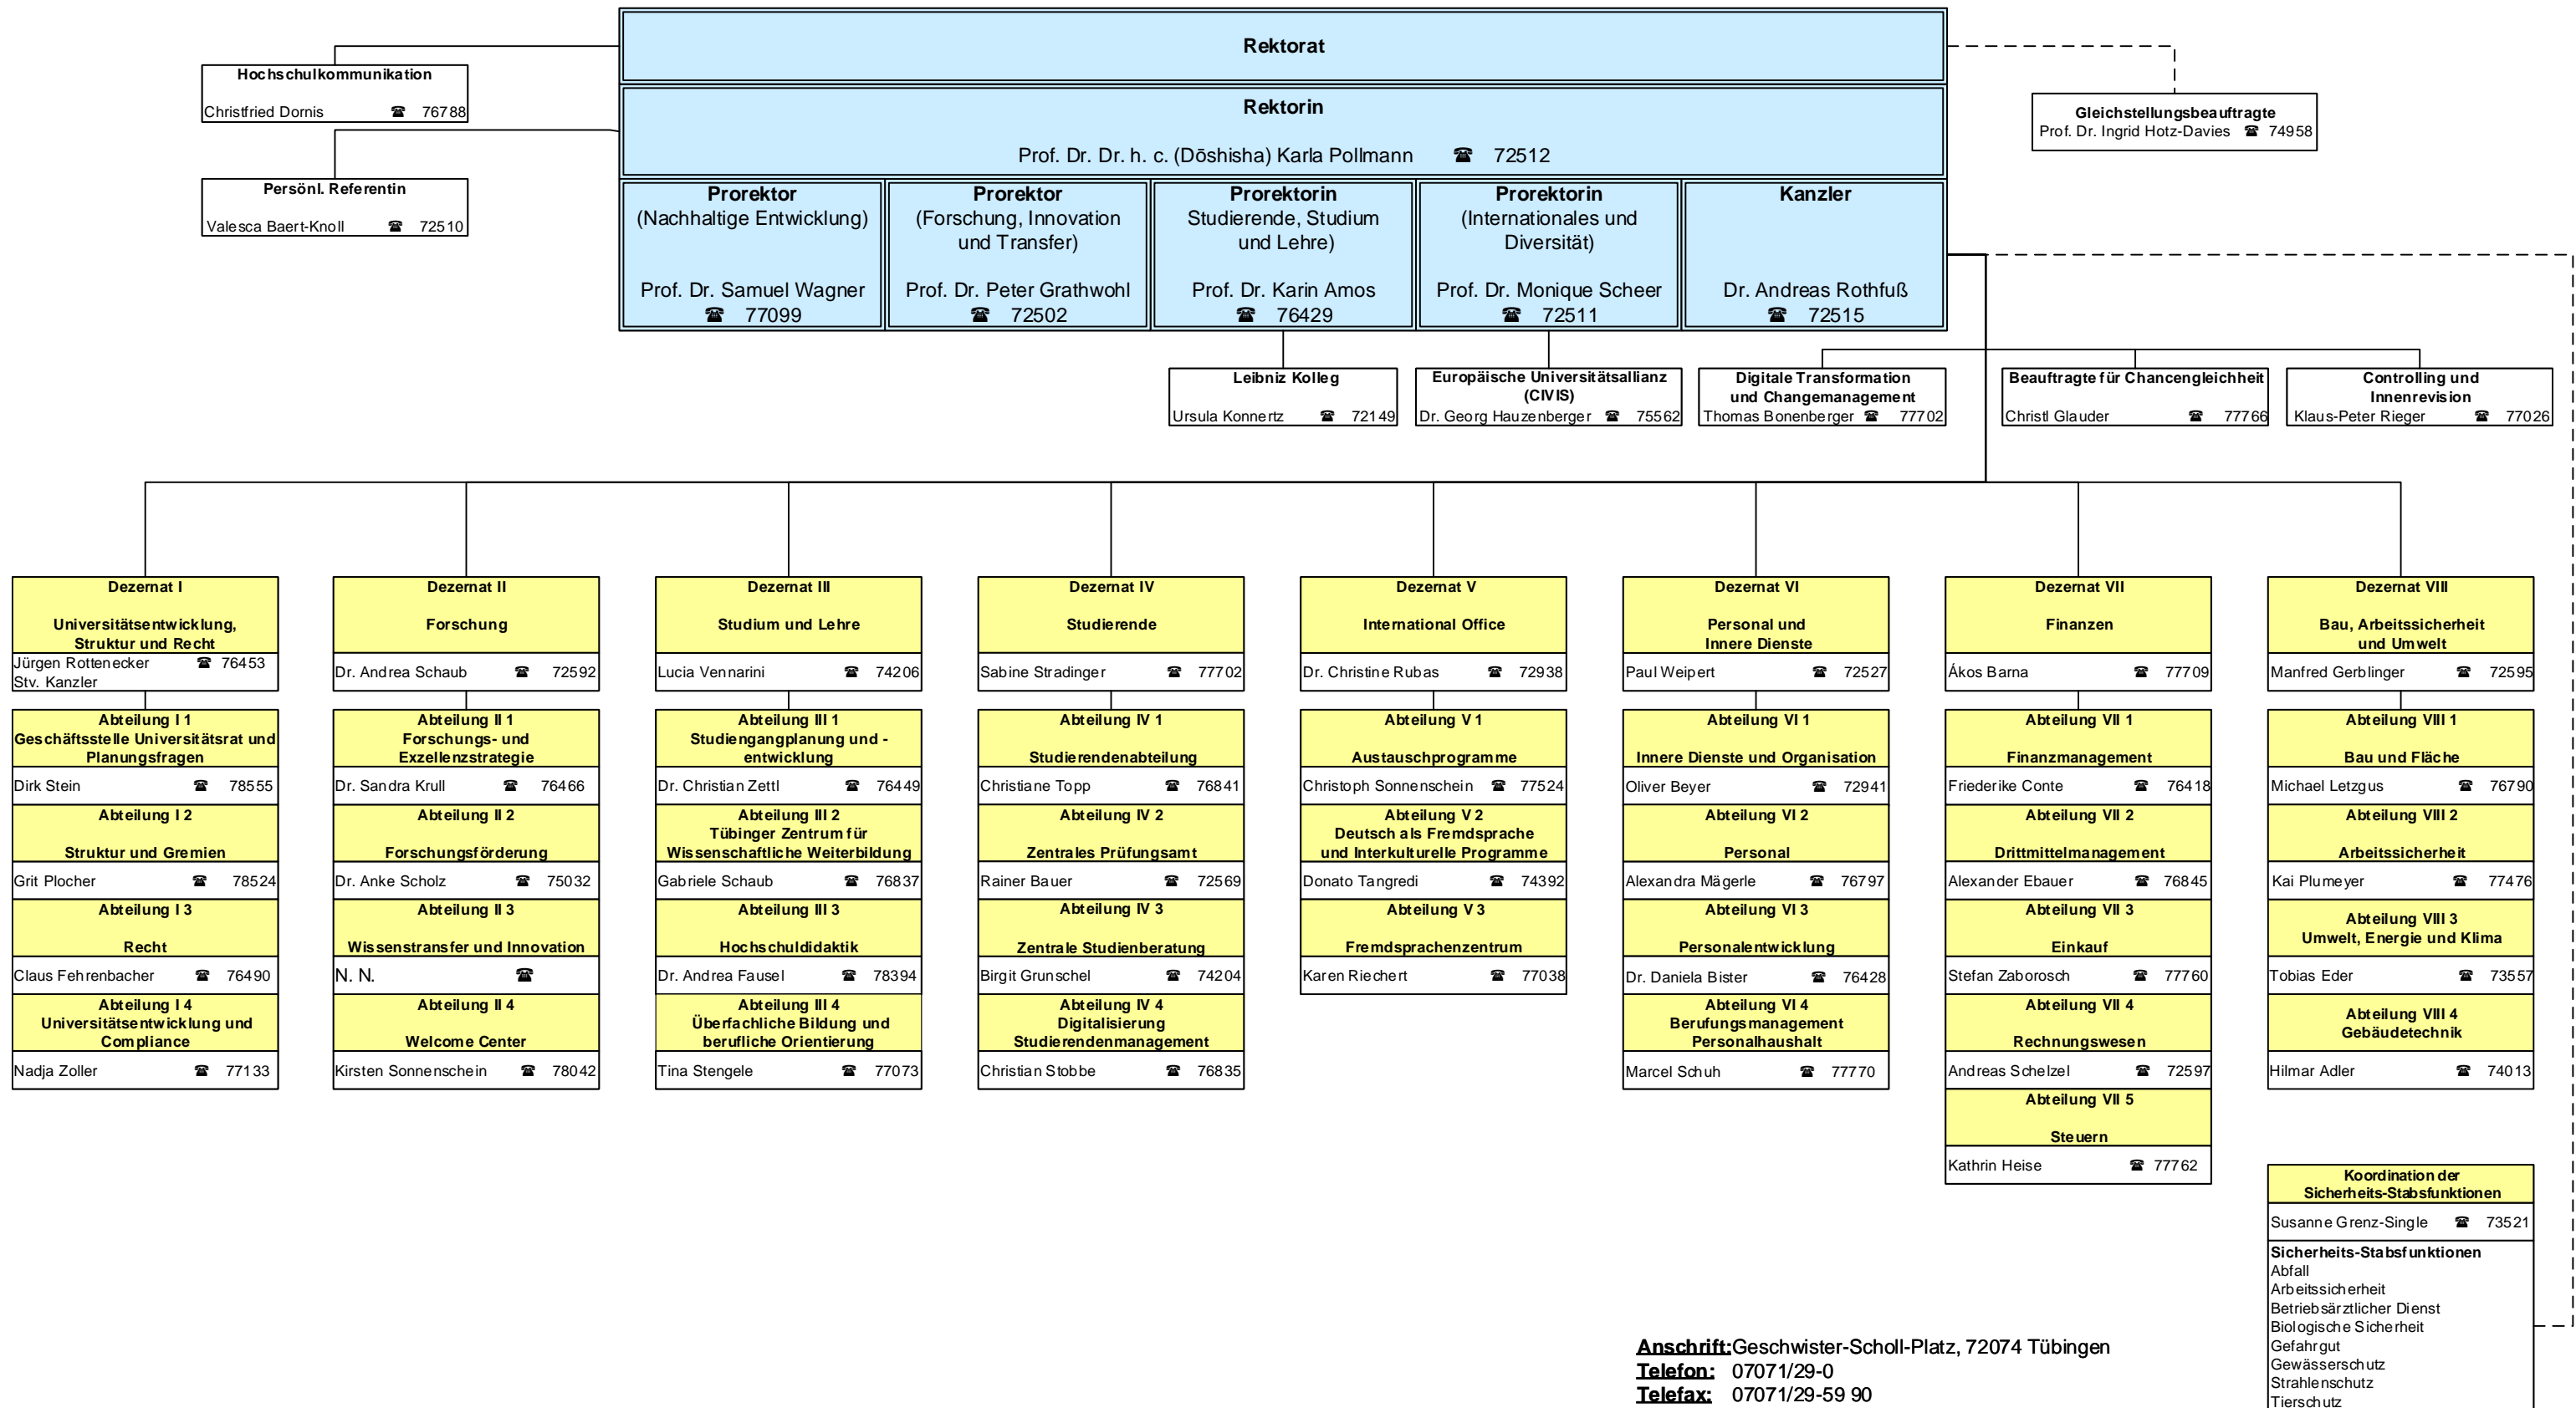 Rektorat
Hochschulkommunikation
Christfried Dornis ☎ 76788
Rektorin
Prof. Dr. Dr. h. c. (Dōshisha) Karla Pollmann ☎ 72512
Gleichstellungsbeauftragte
Prof. Dr. Ingrid Hotz-Davies ☎ 74958
Persönl. Referentin
Valesca Baert-Knoll ☎ 72510
Prorektor
(Nachhaltige Entwicklung)
Prof. Dr. Samuel Wagner
☎ 77099
Prorektor
(Forschung, Innovation
und Transfer)
Prof. Dr. Peter Grathwohl
☎ 72502
Prorektorin
Studierende, Studium
und Lehre)
Prof. Dr. Karin Amos
☎ 76429
Prorektorin
(Internationales und
Diversität)
Prof. Dr. Monique Scheer
☎ 72511
Kanzler
Dr. Andreas Rothfuß
☎ 72515
Leibniz Kolleg
Ursula Konnertz ☎ 72149
Europäische Universitätsallianz
(CIVIS)
Dr. Georg Hauzenberger ☎ 75562
Digitale Transformation
und Changemanagement
Thomas Bonenberger ☎ 77702
Beauftragte für Chancengleichheit
Christl Glauder ☎ 77766
Controlling und
Innenrevision
Klaus-Peter Rieger ☎ 77026
Dezernat I
Universitätsentwicklung,
Struktur und Recht
Jürgen Rottenecker ☎ 76453
Stv. Kanzler
Abteilung I 1
Geschäftsstelle Universitätsrat und
Planungsfragen
Dirk Stein ☎ 78555
Abteilung I 2
Struktur und Gremien
Grit Plocher ☎ 78524
Abteilung I 3
Recht
Claus Fehrenbacher ☎ 76490
Abteilung I 4
Universitätsentwicklung und
Compliance
Nadja Zoller ☎ 77133
Dezernat II
Forschung
Dr. Andrea Schaub ☎ 72592
Abteilung II 1
Forschungs- und
Exzellenzstrategie
Dr. Sandra Krull ☎ 76466
Abteilung II 2
Forschungsförderung
Dr. Anke Scholz ☎ 75032
Abteilung II 3
Wissenstransfer und Innovation
N. N. ☎
Abteilung II 4
Welcome Center
Kirsten Sonnenschein ☎ 78042
Dezernat III
Studium und Lehre
Lucia Vennarini ☎ 74206
Abteilung III 1
Studiengangplanung und -
entwicklung
Dr. Christian Zettl ☎ 76449
Abteilung III 2
Tübinger Zentrum für
Wissenschaftliche Weiterbildung
Gabriele Schaub ☎ 76837
Abteilung III 3
Hochschuldidaktik
Dr. Andrea Fausel ☎ 78394
Abteilung III 4
Überfachliche Bildung und
berufliche Orientierung
Tina Stengele ☎ 77073
Dezernat IV
Studierende
Sabine Stradinger ☎ 77702
Abteilung IV 1
Studierendenabteilung
Christiane Topp ☎ 76841
Abteilung IV 2
Zentrales Prüfungsamt
Rainer Bauer ☎ 72569
Abteilung IV 3
Zentrale Studienberatung
Birgit Grunschel ☎ 74204
Abteilung IV 4
Digitalisierung
Studierendenmanagement
Christian Stobbe ☎ 76835
Dezernat V
International Office
Dr. Christine Rubas ☎ 72938
Abteilung V 1
Austauschprogramme
Christoph Sonnenschein ☎ 77524
Abteilung V 2
Deutsch als Fremdsprache
und Interkulturelle Programme
Donato Tangredi ☎ 74392
Abteilung V 3
Fremdsprachenzentrum
Karen Riechert ☎ 77038
Dezernat VI
Personal und
Innere Dienste
Paul Weipert ☎ 72527
Abteilung VI 1
Innere Dienste und Organisation
Oliver Beyer ☎ 72941
Abteilung VI 2
Personal
Alexandra Mägerle ☎ 76797
Abteilung VI 3
Personalentwicklung
Dr. Daniela Bister ☎ 76428
Abteilung VI 4
Berufungsmanagement
Personalhaushalt
Marcel Schuh ☎ 77770
Dezernat VII
Finanzen
Ákos Barna ☎ 77709
Abteilung VII 1
Finanzmanagement
Friederike Conte ☎ 76418
Abteilung VII 2
Drittmittelmanagement
Alexander Ebauer ☎ 76845
Abteilung VII 3
Einkauf
Stefan Zaborosch ☎ 77760
Abteilung VII 4
Rechnungswesen
Andreas Schelzel ☎ 72597
Abteilung VII 5
Steuern
Kathrin Heise ☎ 77762
Dezernat VIII
Bau, Arbeitssicherheit
und Umwelt
Manfred Gerblinger ☎ 72595
Abteilung VIII 1
Bau und Fläche
Michael Letzgus ☎ 76790
Abteilung VIII 2
Arbeitssicherheit
Kai Plumeyer ☎ 77476
Abteilung VIII 3
Umwelt, Energie und Klima
Tobias Eder ☎ 73557
Abteilung VIII 4
Gebäudetechnik
Hilmar Adler ☎ 74013
Koordination der
Sicherheits-Stabsfunktionen
Susanne Grenz-Single ☎ 73521
Sicherheits-Stabsfunktionen
Abfall
Arbeitssicherheit
Betriebsärztlicher Dienst
Biologische Sicherheit
Gefahrgut
Gewässerschutz
Strahlenschutz
Tierschutz
Anschrift: Geschwister-Scholl-Platz, 72074 Tübingen
Telefon: 07071/29-0
Telefax: 07071/29-59 90